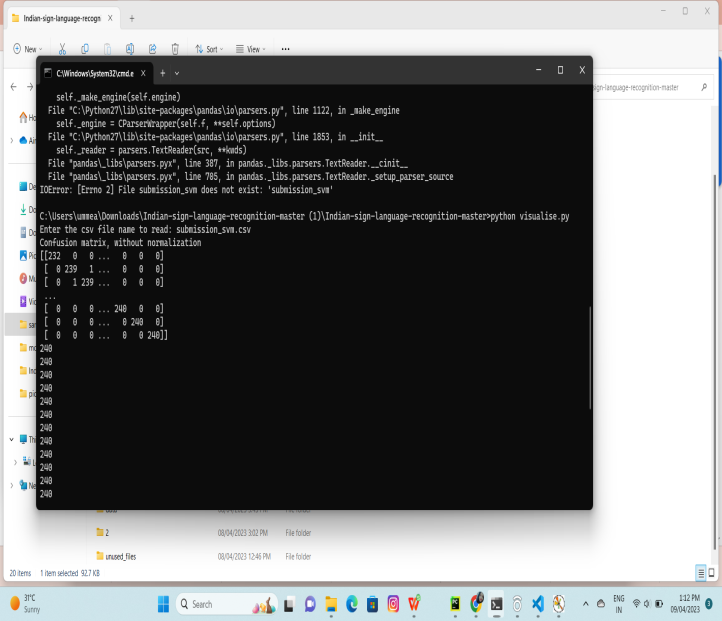 Indian-sign-language-recogn
New
Sort
View
C:\Windows\System32\cmd.e
sign-language-recognition-master
self._make_engine(self.engine)
File "C:\Python27\lib\site-packages\pandas\io\parsers.py", line 1122, in _make_engine
self._engine = CParserWrapper(self.f, **self.options)
File "C:\Python27\lib\site-packages\pandas\io\parsers.py", line 1853, in __init__
self._reader = parsers.TextReader(src, **kwds)
File "pandas\_libs\parsers.pyx", line 387, in pandas._libs.parsers.TextReader.__cinit__
File "pandas\_libs\parsers.pyx", line 705, in pandas._libs.parsers.TextReader._setup_parser_source
IOError: [Errno 2] File submission_svm does not exist: 'submission_svm'
C:\Users\ummea\Downloads\Indian-sign-language-recognition-master (1)\Indian-sign-language-recognition-master>python visualise.py
Enter the csv file name to read: submission_svm.csv
Confusion matrix, without normalization
[[232 0 0 ... 0 0 0]
[ 0 239 1 ... 0 0 0]
[ 0 1 239 ... 0 0 0]
...
[ 0 0 0 ... 240 0 0]
[ 0 0 0 ... 0 240 0]
[ 0 0 0 ... 0 0 240]]
240
240
240
240
240
240
240
240
240
240
240
240
2 08/04/2023 3:02 PM File folder
unused_files 08/04/2023 12:46 PM File folder
20 items 1 item selected 92.7 KB
31°C
Sunny
Search
ENG
IN
1:12 PM
09/04/2023
3